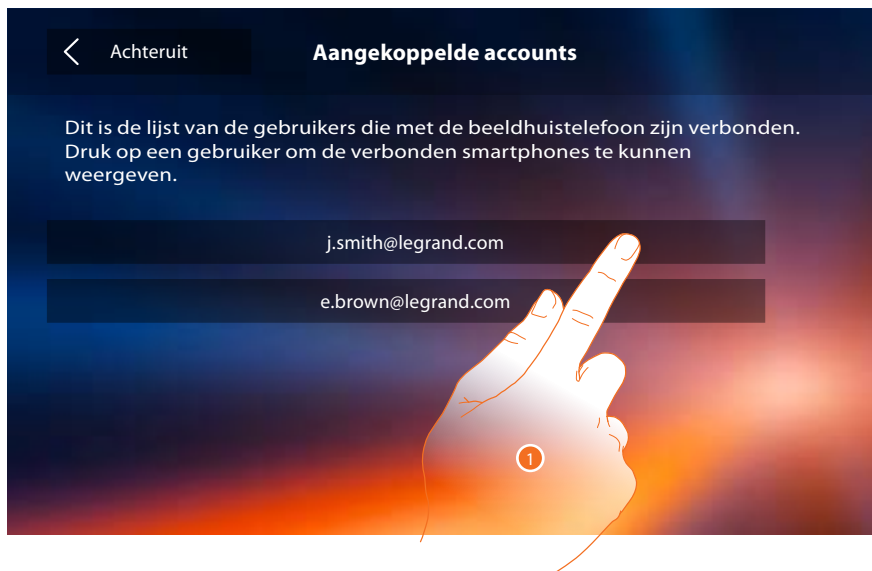 Achteruit
Aangekoppelde accounts
Dit is de lijst van de gebruikers die met de beeldhuistelefoon zijn verbonden.
Druk op een gebruiker om de verbonden smartphones te kunnen
weergeven.
j.smith@legrand.com
e.brown@legrand.com
1